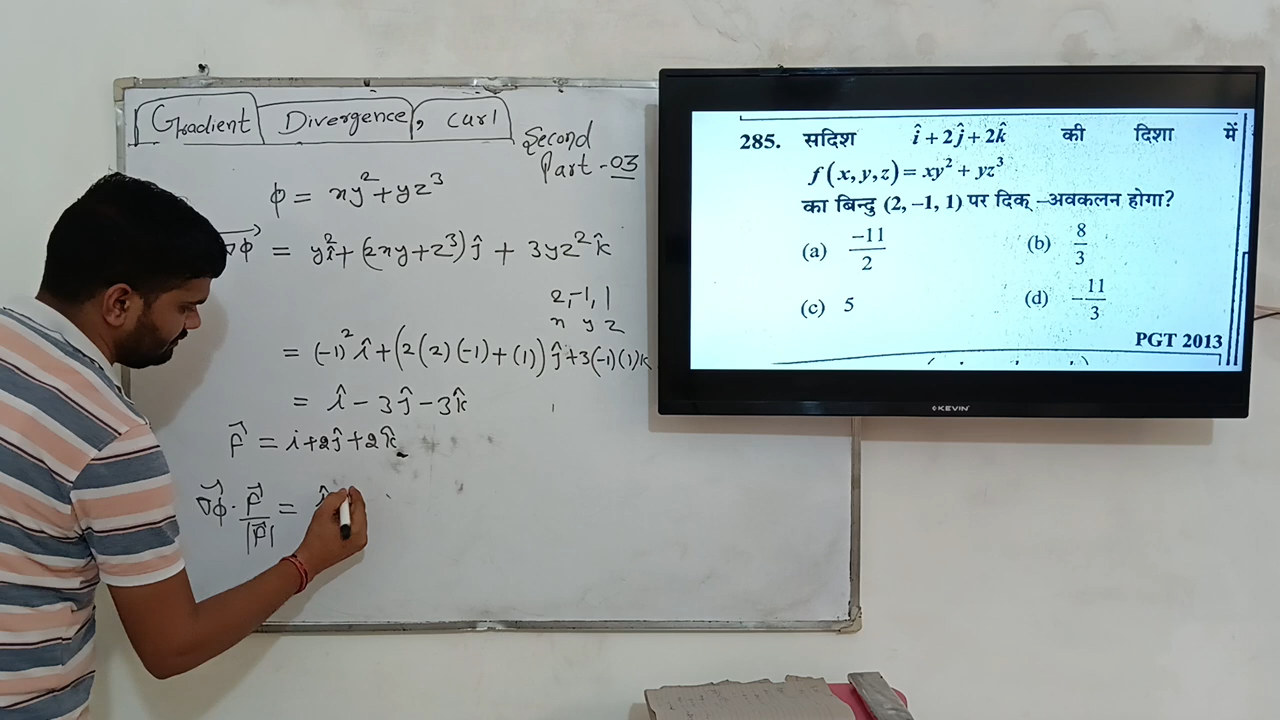 Gradient Divergence, curl
Second
Part - 03
ϕ = xy² + yz³
∇ϕ = y²î + (2xy + z³)ĵ + 3yz²k̂
2, -1, 1
x y z
= (-1)²î + (2(2)(-1) + (1))ĵ + 3(-1)(1)k
= î - 3ĵ - 3k̂
r⃗ = i + 2ĵ + 2k̂
∇⃗ϕ · r⃗/|r⃗| = î
285. सदिश î + 2ĵ + 2k̂ की दिशा में
f(x, y, z) = xy² + yz³
का बिन्दु (2, –1, 1) पर दिक् –अवकलन होगा?
(a) -11/2 (b) 8/3
(c) 5 (d) -11/3
PGT 2013
KEVIN